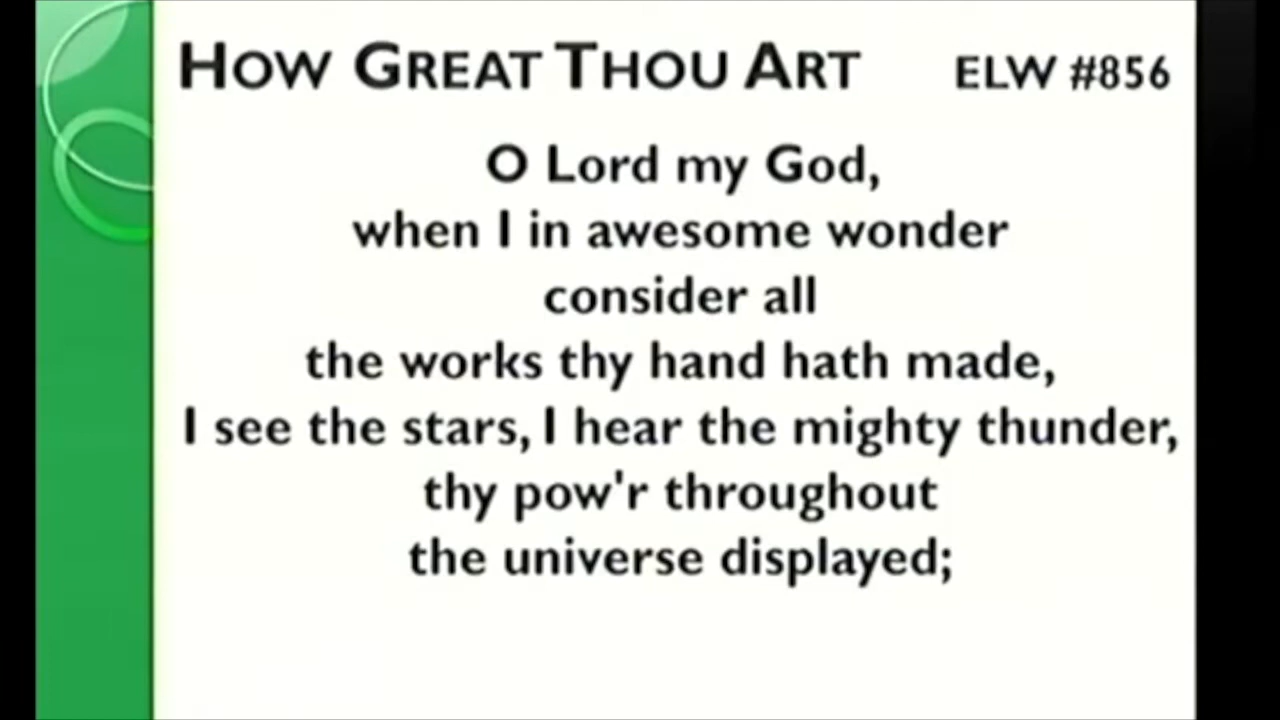 HOW GREAT THOU ART ELW #856
O Lord my God,
when I in awesome wonder
consider all
the works thy hand hath made,
I see the stars, I hear the mighty thunder,
thy pow'r throughout
the universe displayed;